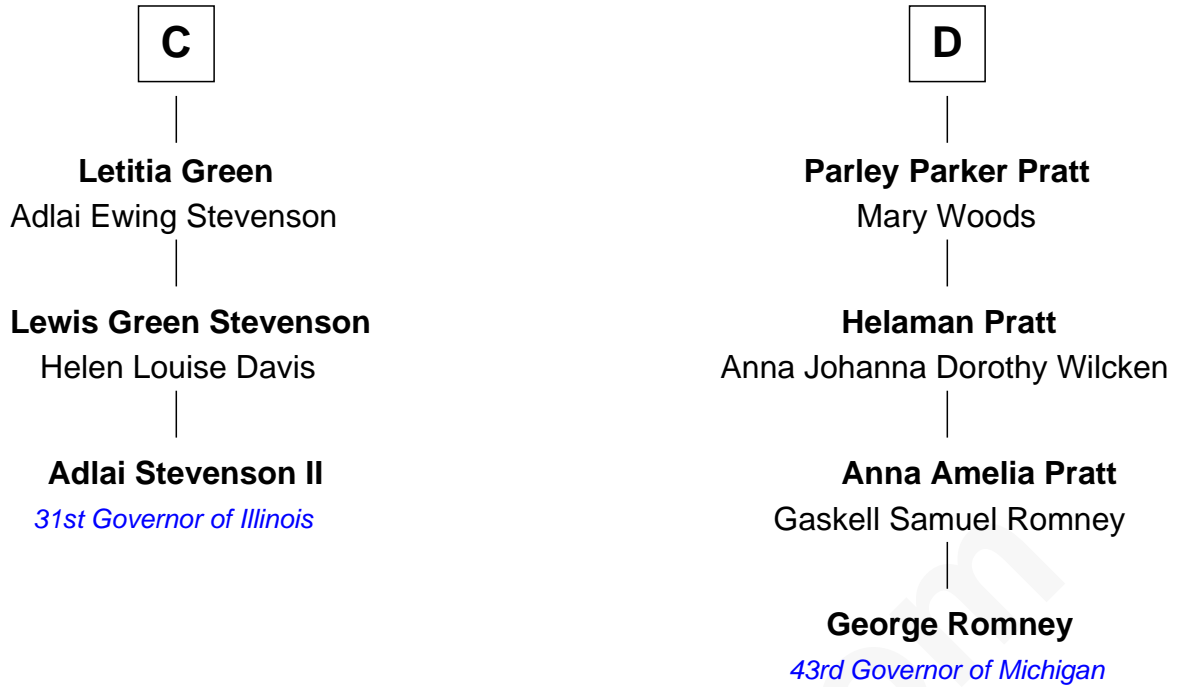 C
Letitia Green
Adlai Ewing Stevenson
Lewis Green Stevenson
Helen Louise Davis
Adlai Stevenson II
31st Governor of Illinois
D
Parley Parker Pratt
Mary Woods
Helaman Pratt
Anna Johanna Dorothy Wilcken
Anna Amelia Pratt
Gaskell Samuel Romney
George Romney
43rd Governor of Michigan